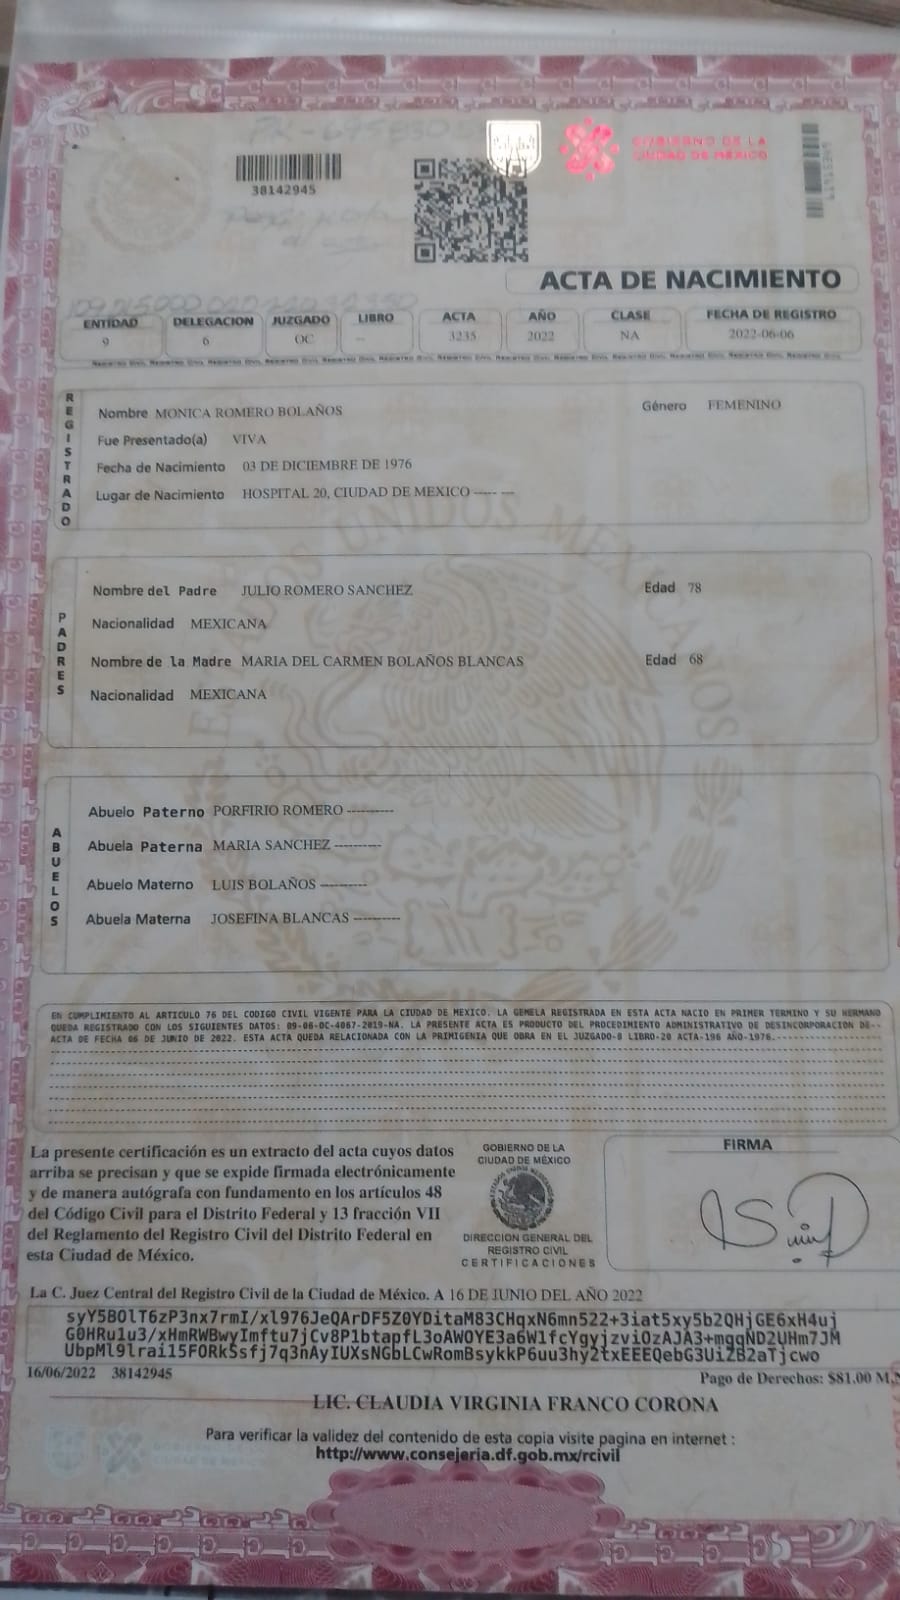 38142945
GOBIERNO DE LA
CIUDAD DE MÉXICO
ACTA DE NACIMIENTO
ENTIDAD DELEGACION JUZGADO LIBRO ACTA AÑO CLASE FECHA DE REGISTRO
9 6 OC -- 3235 2022 NA 2022-06-06
REGISTRADO
Nombre MONICA ROMERO BOLAÑOS Género FEMENINO
Fue Presentado(a) VIVA
Fecha de Nacimiento 03 DE DICIEMBRE DE 1976
Lugar de Nacimiento HOSPITAL 20, CIUDAD DE MEXICO ----- ---
ESTADOS UNIDOS MEXICANOS
PADRES
Nombre del Padre JULIO ROMERO SANCHEZ Edad 78
Nacionalidad MEXICANA
Nombre de la Madre MARIA DEL CARMEN BOLAÑOS BLANCAS Edad 68
Nacionalidad MEXICANA
ABUELOS
Abuelo Paterno PORFIRIO ROMERO ----------
Abuela Paterna MARIA SANCHEZ ----------
Abuelo Materno LUIS BOLAÑOS ----------
Abuela Materna JOSEFINA BLANCAS ----------
EN CUMPLIMIENTO AL ARTICULO 76 DEL CODIGO CIVIL VIGENTE PARA LA CIUDAD DE MEXICO. LA GEMELA REGISTRADA EN ESTA ACTA NACIO EN PRIMER TERMINO Y SU HERMANO
QUEDA REGISTRADO CON LOS SIGUIENTES DATOS: 09-06-OC-4067-2019-NA. LA PRESENTE ACTA ES PRODUCTO DEL PROCEDIMIENTO ADMINISTRATIVO DE DESINCORPORACION DE--
ACTA DE FECHA 06 DE JUNIO DE 2022. ESTA ACTA QUEDA RELACIONADA CON LA PRIMIGENIA QUE OBRA EN EL JUZGADO-8 LIBRO-20 ACTA-196 AÑO-1976.
La presente certificación es un extracto del acta cuyos datos
arriba se precisan y que se expide firmada electrónicamente
y de manera autógrafa con fundamento en los artículos 48
del Código Civil para el Distrito Federal y 13 fracción VII
del Reglamento del Registro Civil del Distrito Federal en
esta Ciudad de México.
GOBIERNO DE LA
CIUDAD DE MÉXICO
DIRECCION GENERAL DEL
REGISTRO CIVIL
CERTIFICACIONES
FIRMA
La C. Juez Central del Registro Civil de la Ciudad de México. A 16 DE JUNIO DEL AÑO 2022
syY5BOlT6zP3nx7rmI/xl976JeQArDF5Z0YDitaM83CHqxN6mn522+3iat5xy5b2QHjGE6xH4uj
G0HRu1u3/xHmRWBwyImftu7jCv8P1btapfL3oAWOYE3a6W1fcYgyjzviOzAJA3+mgqND2UHm7JM
UbpMl9lrai15FORkSsfj7q3nAyIUXsNGbLCwRomBsykkP6uu3hy2txEEEQebG3UiZB2aTjcwo
16/06/2022 38142945 Pago de Derechos: $81.00 M.N
LIC. CLAUDIA VIRGINIA FRANCO CORONA
Para verificar la validez del contenido de esta copia visite pagina en internet :
http://www.consejeria.df.gob.mx/rcivil